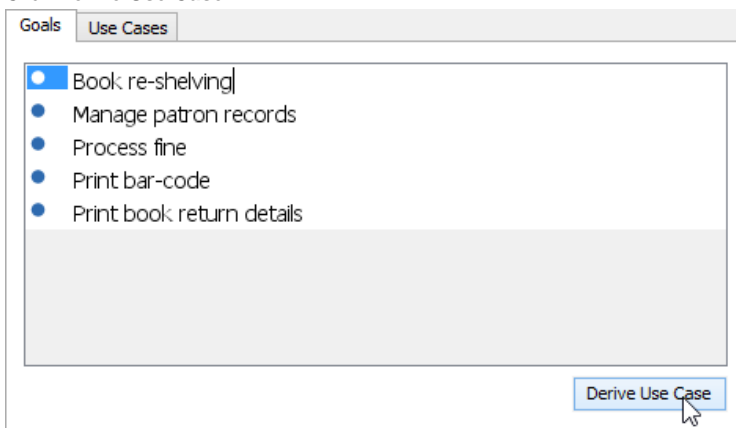 Goals Use Cases
Book re-shelving
Manage patron records
Process fine
Print bar-code
Print book return details
Derive Use Case